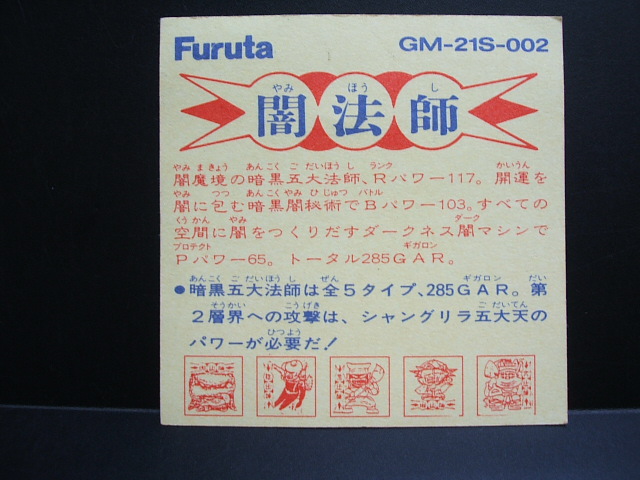 Furuta GM-21S-002
やみ ほう し
闇法師
やみ ま きょう あんこく ご だいほう し ランク かいうん
闇魔境の暗黒五大法師、Rパワー117。開運を
やみ つつ あんこくやみ ひ じゅつ バトル
闇に包む暗黒闇秘術でBパワー103。すべての
くう かん やみ ダーク
空間に闇をつくりだすダークネス闇マシンで
プロテクト ギガロン
Pパワー65。トータル285GAR。
あんこく ご だいほう し ぜん ギガロン だい
●暗黒五大法師は全5タイプ、285GAR。第
そうかい こうげき ご だいてん
2層界への攻撃は、シャングリラ五大天の
ひつよう
パワーが必要だ!